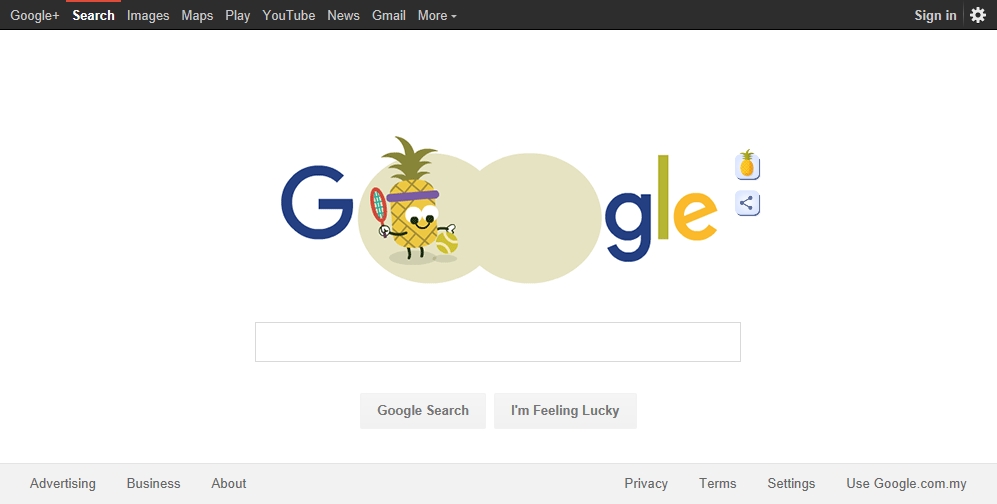 Google+ Search Images Maps Play YouTube News Gmail More Sign in
G gle
Google Search I'm Feeling Lucky
Advertising Business About Privacy Terms Settings Use Google.com.my